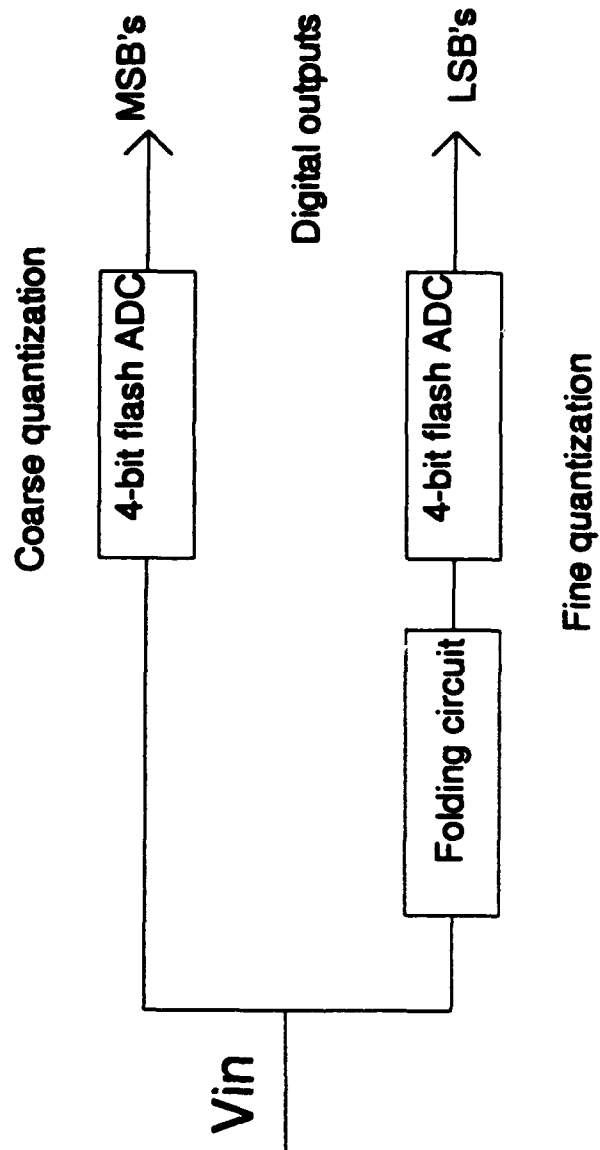 Coarse quantization
4-bit flash ADC
MSB's
Vin
Digital outputs
Folding circuit
4-bit flash ADC
LSB's
Fine quantization